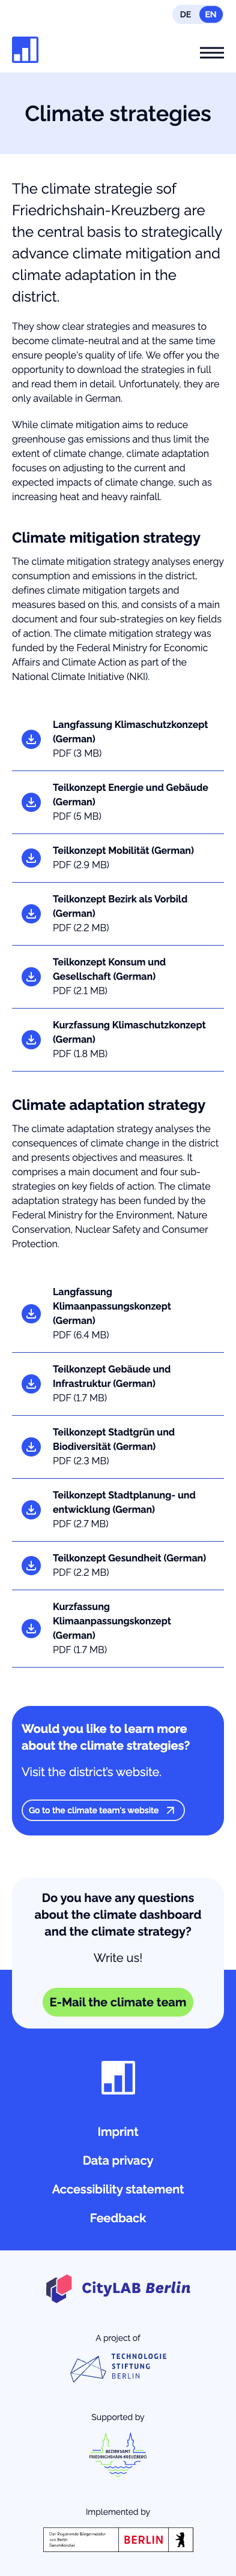 DE EN
Climate strategies
The climate strategie sof
Friedrichshain-Kreuzberg are
the central basis to strategically
advance climate mitigation and
climate adaptation in the
district.
They show clear strategies and measures to
become climate-neutral and at the same time
ensure people's quality of life. We offer you the
opportunity to download the strategies in full
and read them in detail. Unfortunately, they are
only available in German.
While climate mitigation aims to reduce
greenhouse gas emissions and thus limit the
extent of climate change, climate adaptation
focuses on adjusting to the current and
expected impacts of climate change, such as
increasing heat and heavy rainfall.
Climate mitigation strategy
The climate mitigation strategy analyses energy
consumption and emissions in the district,
defines climate mitigation targets and
measures based on this, and consists of a main
document and four sub-strategies on key fields
of action. The climate mitigation strategy was
funded by the Federal Ministry for Economic
Affairs and Climate Action as part of the
National Climate Initiative (NKI).
Langfassung Klimaschutzkonzept
(German)
PDF (3 MB)
Teilkonzept Energie und Gebäude
(German)
PDF (5 MB)
Teilkonzept Mobilität (German)
PDF (2.9 MB)
Teilkonzept Bezirk als Vorbild
(German)
PDF (2.2 MB)
Teilkonzept Konsum und
Gesellschaft (German)
PDF (2.1 MB)
Kurzfassung Klimaschutzkonzept
(German)
PDF (1.8 MB)
Climate adaptation strategy
The climate adaptation strategy analyses the
consequences of climate change in the district
and presents objectives and measures. It
comprises a main document and four sub-
strategies on key fields of action. The climate
adaptation strategy has been funded by the
Federal Ministry for the Environment, Nature
Conservation, Nuclear Safety and Consumer
Protection.
Langfassung
Klimaanpassungskonzept
(German)
PDF (6.4 MB)
Teilkonzept Gebäude und
Infrastruktur (German)
PDF (1.7 MB)
Teilkonzept Stadtgrün und
Biodiversität (German)
PDF (2.3 MB)
Teilkonzept Stadtplanung- und
entwicklung (German)
PDF (2.7 MB)
Teilkonzept Gesundheit (German)
PDF (2.2 MB)
Kurzfassung
Klimaanpassungskonzept
(German)
PDF (1.7 MB)
Would you like to learn more
about the climate strategies?
Visit the district's website.
Go to the climate team's website
Do you have any questions
about the climate dashboard
and the climate strategy?
Write us!
E-Mail the climate team
Imprint
Data privacy
Accessibility statement
Feedback
CityLAB Berlin
A project of
TECHNOLOGIE
STIFTUNG
BERLIN
Supported by
BEZIRKSAMT
FRIEDRICHSHAIN-KREUZBERG
Implemented by
Der Regierende Bürgermeister
von Berlin
Senatskanzlei
BERLIN